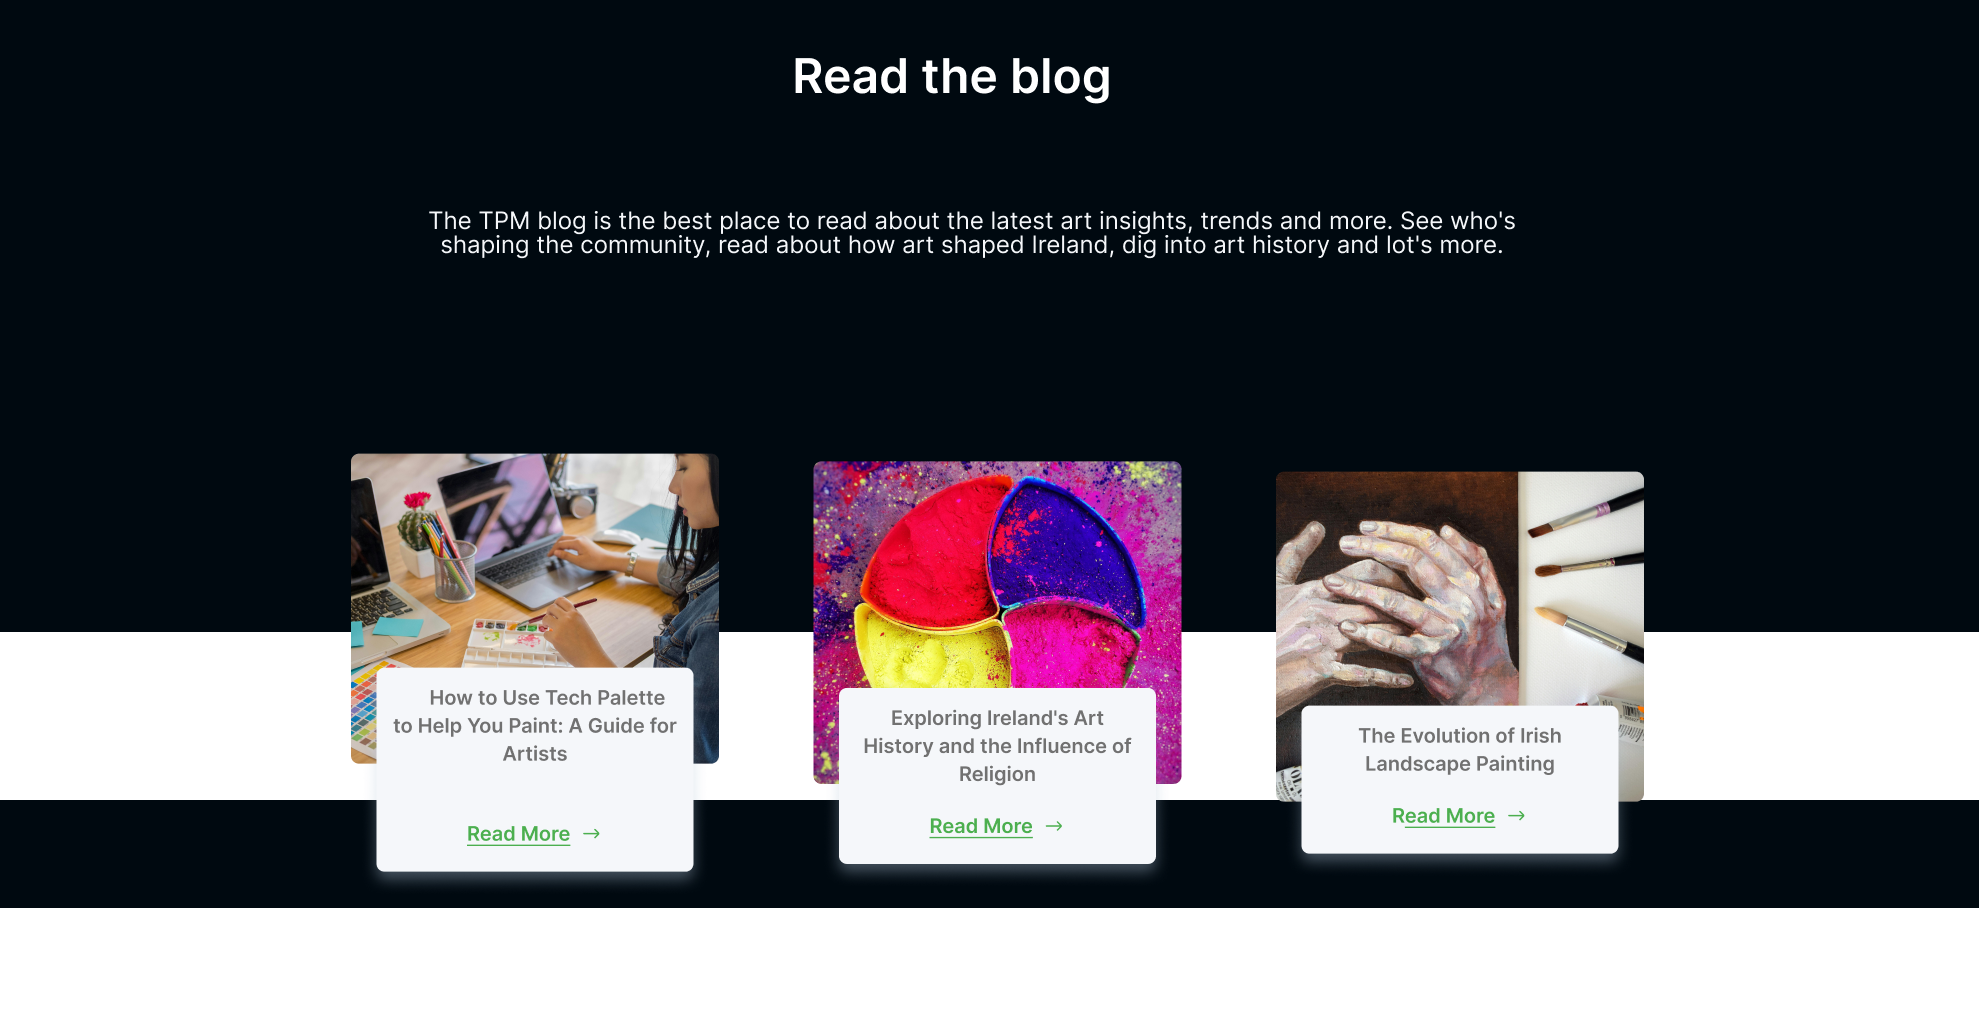 Read the blog
The TPM blog is the best place to read about the latest art insights, trends and more. See who's
shaping the community, read about how art shaped Ireland, dig into art history and lot's more.
How to Use Tech Palette
to Help You Paint: A Guide for
Artists
Read More →
Exploring Ireland's Art
History and the Influence of
Religion
Read More →
The Evolution of Irish
Landscape Painting
Read More →